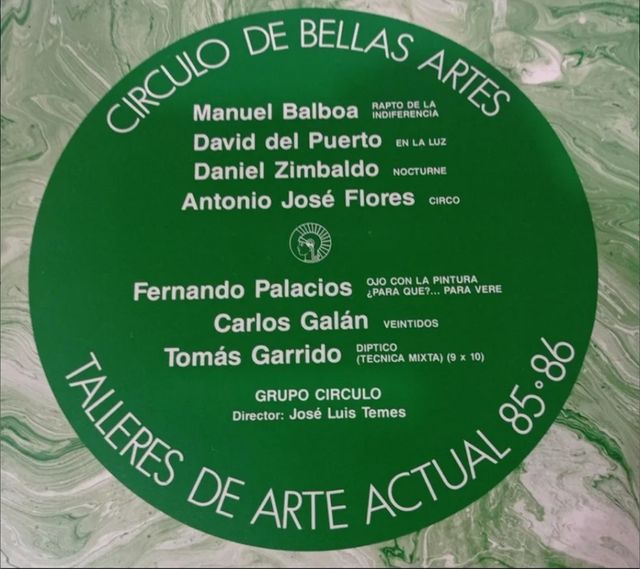 CIRCULO DE BELLAS ARTES
Manuel Balboa RAPTO DE LA INDIFERENCIA
David del Puerto EN LA LUZ
Daniel Zimbaldo NOCTURNE
Antonio José Flores CIRCO
Fernando Palacios OJO CON LA PINTURA ¿PARA QUE?... PARA VERE
Carlos Galán VEINTIDOS
Tomás Garrido DIPTICO (TECNICA MIXTA) (9 x 10)
GRUPO CIRCULO
Director: José Luis Temes
TALLERES DE ARTE ACTUAL 85·86